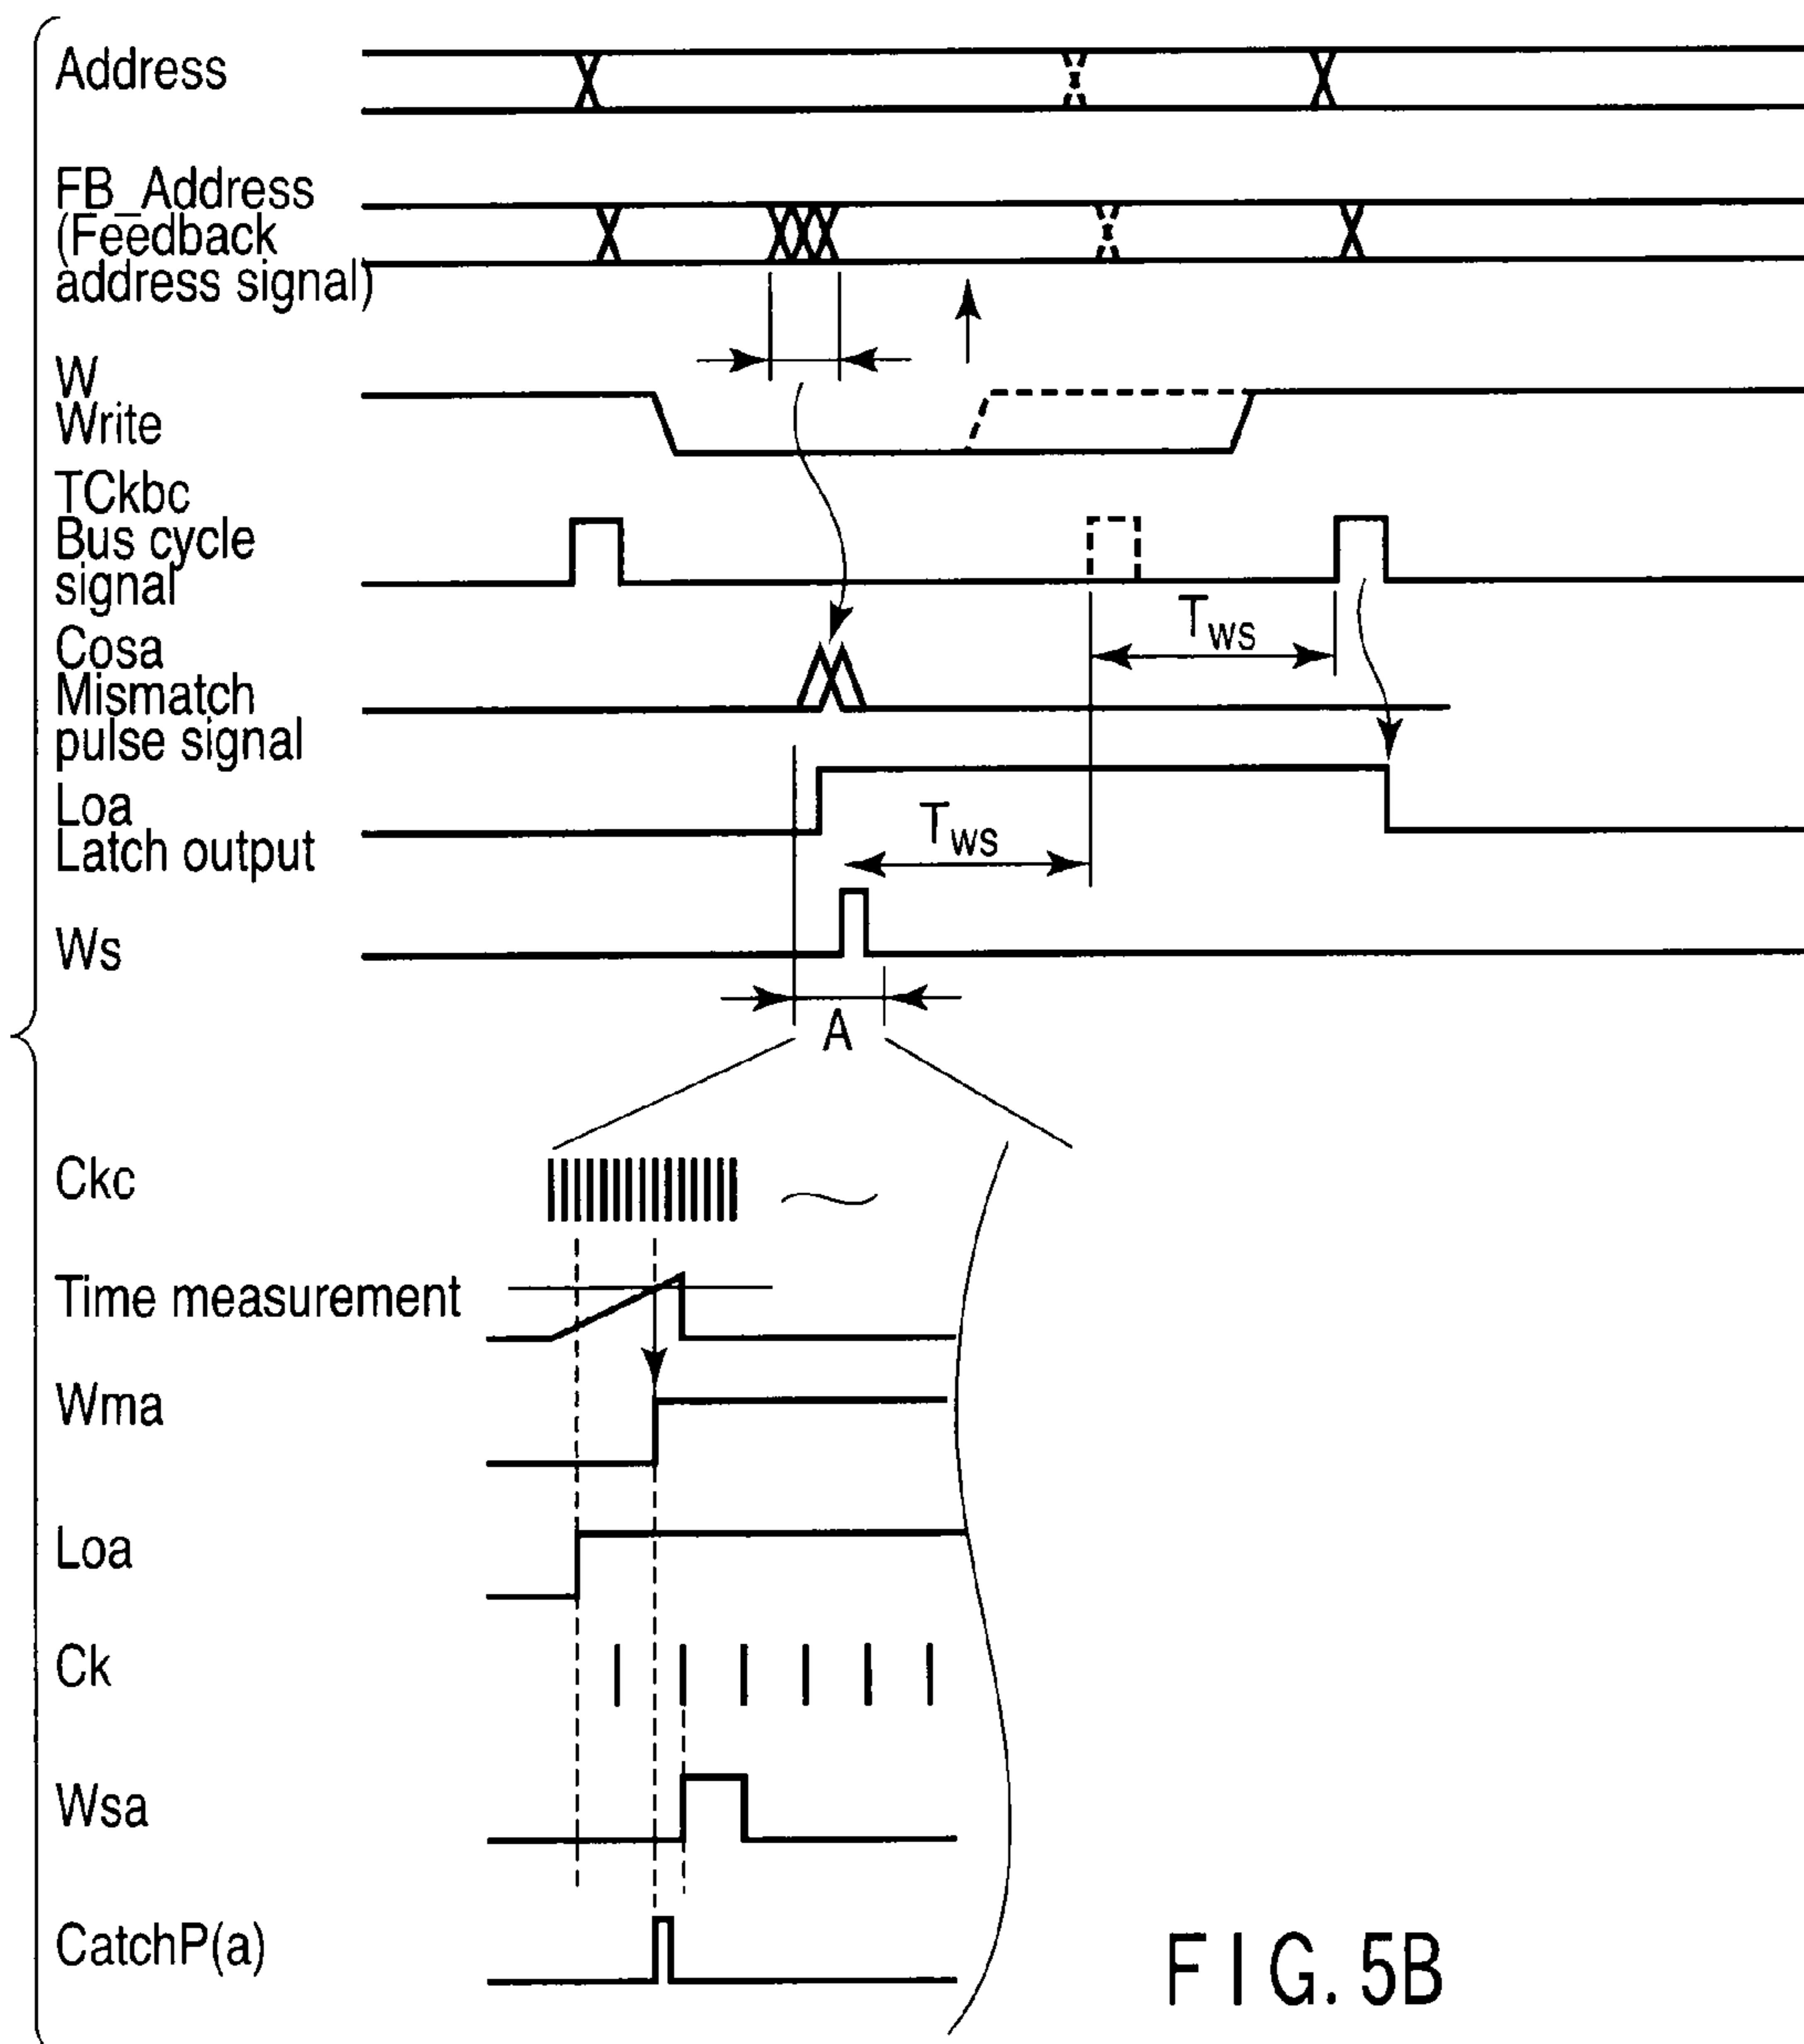 Address
FB_Address
(Feedback
address signal)
W
Write
TCkbc
Bus cycle
signal
Tws
Cosa
Mismatch
pulse signal
Loa
Latch output
Tws
Ws
A
Ckc
Time measurement
Wma
Loa
Ck
Wsa
CatchP(a)
FIG. 5B